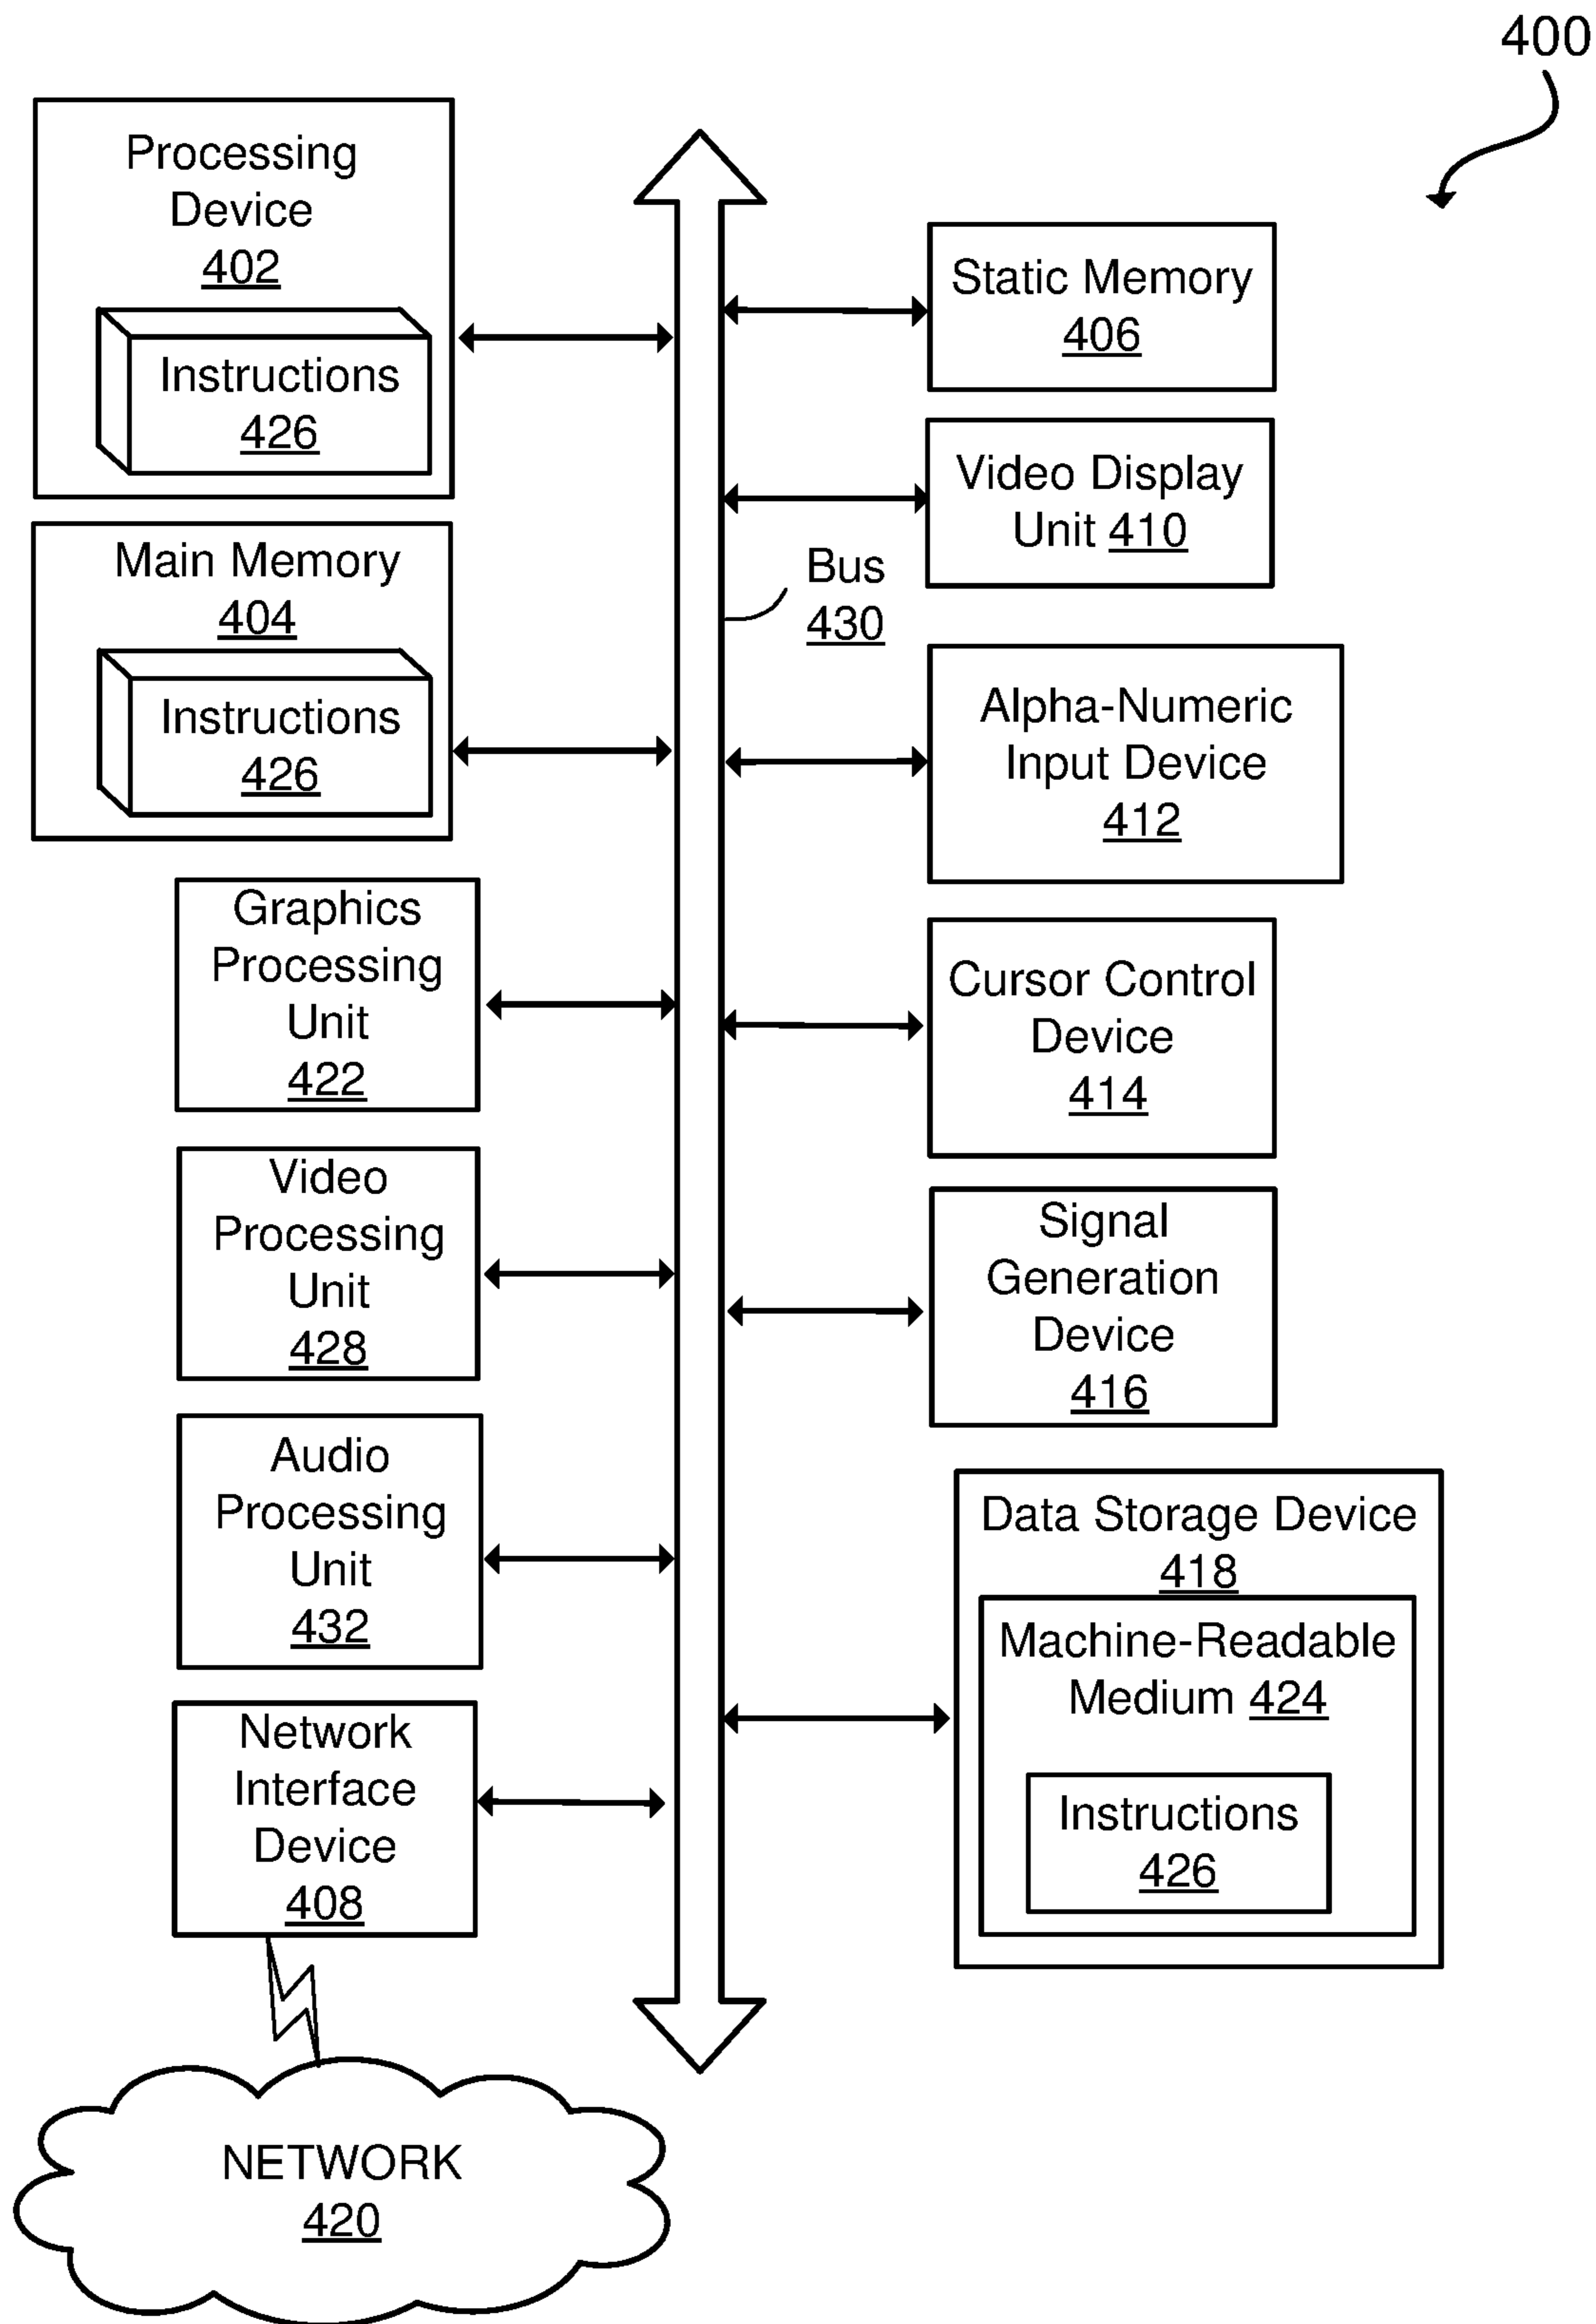 400
Processing
Device
402
Instructions
426
Main Memory
404
Instructions
426
Graphics
Processing
Unit
422
Video
Processing
Unit
428
Audio
Processing
Unit
432
Network
Interface
Device
408
NETWORK
420
Bus
430
Static Memory
406
Video Display
Unit 410
Alpha-Numeric
Input Device
412
Cursor Control
Device
414
Signal
Generation
Device
416
Data Storage Device
418
Machine-Readable
Medium 424
Instructions
426